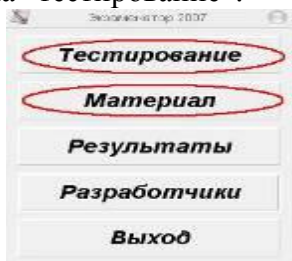 Экзаменатор 2007
Тестирование
Материал
Результаты
Разработчики
Выход